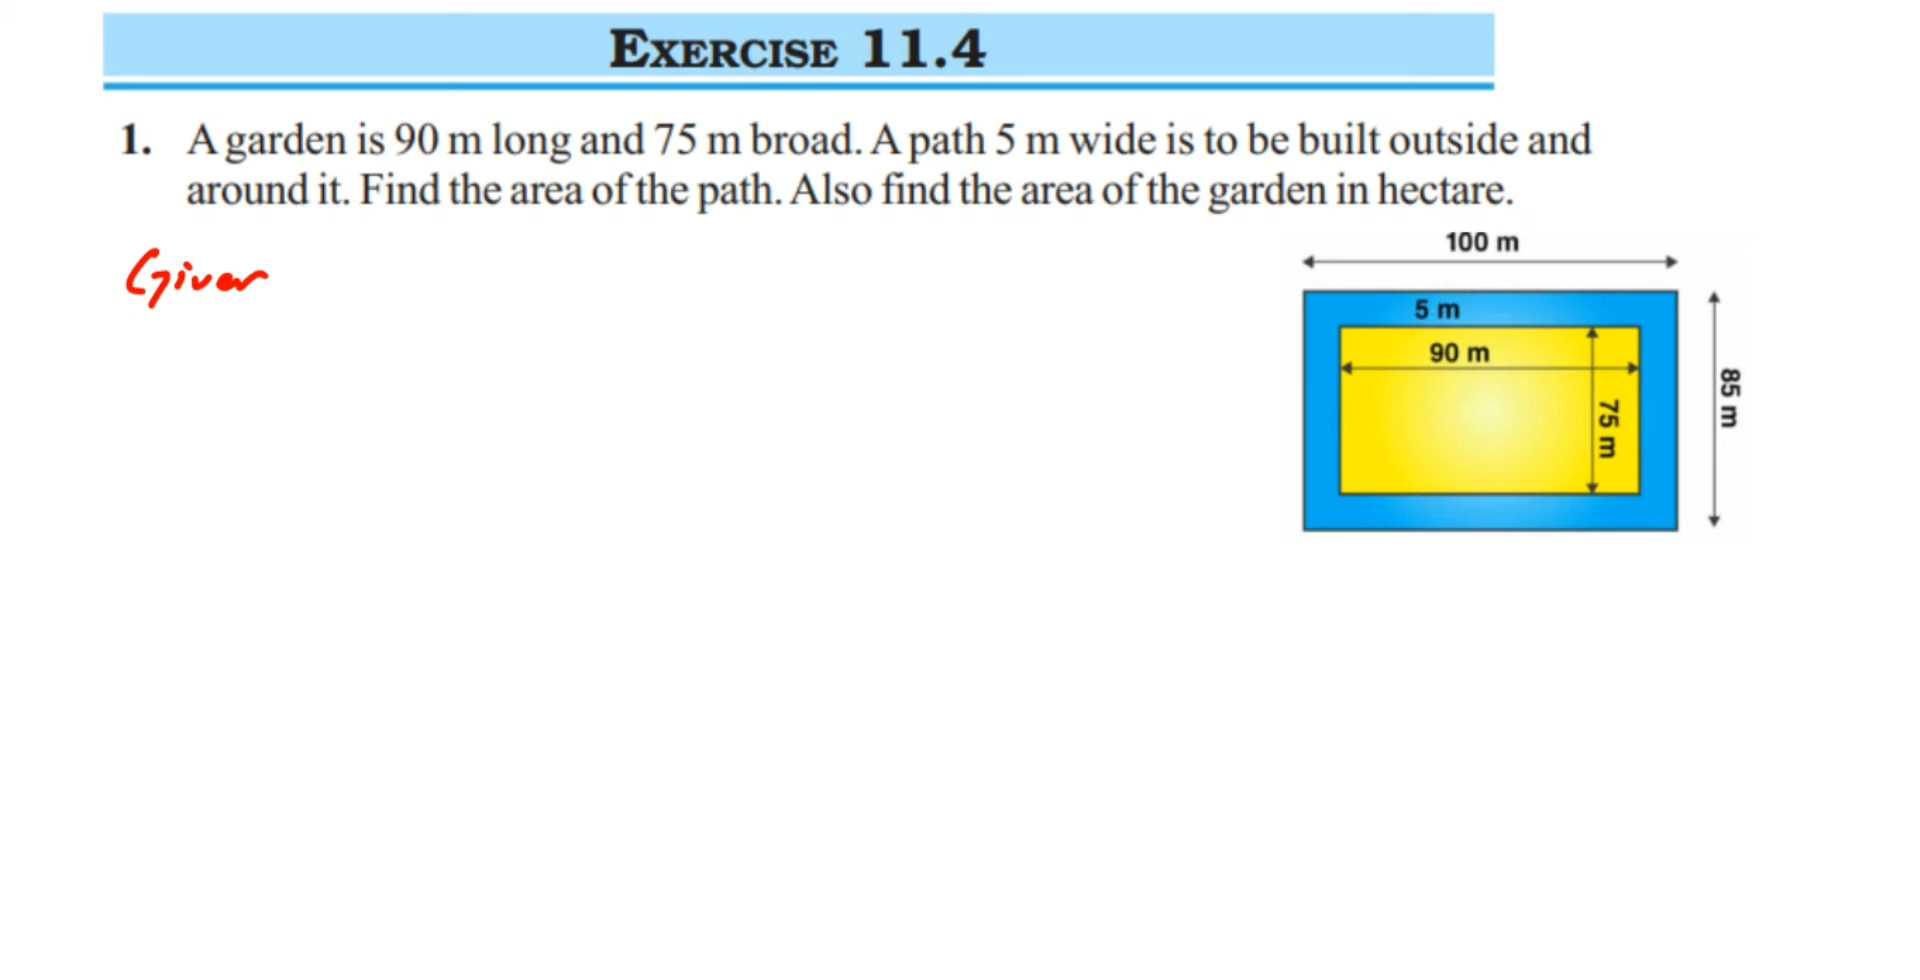 EXERCISE 11.4
1. A garden is 90 m long and 75 m broad. A path 5 m wide is to be built outside and
around it. Find the area of the path. Also find the area of the garden in hectare.
Given
100 m
5 m
90 m
75 m
85 m